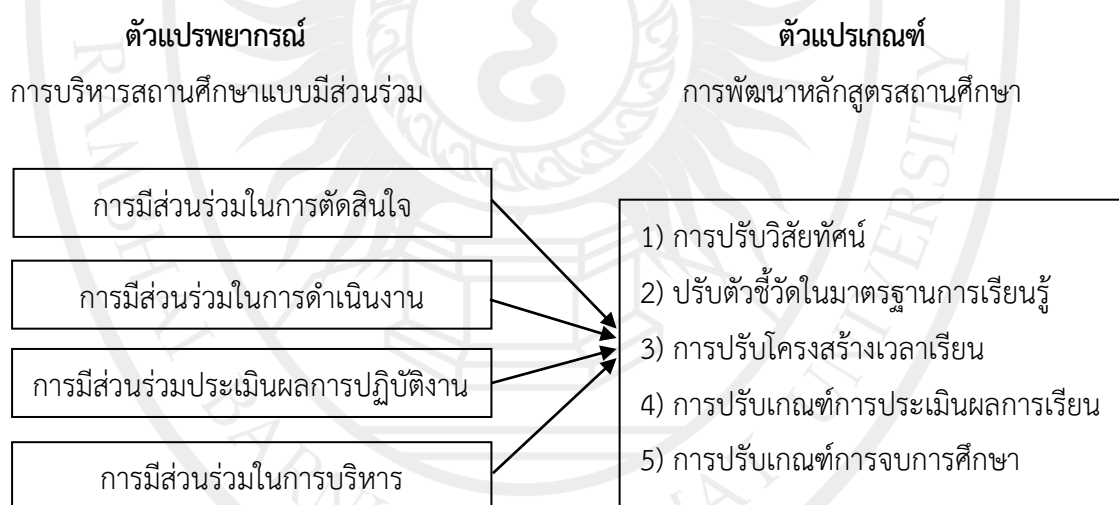 ตัวแปรพยากรณ์
การบริหารสถานศึกษาแบบมีส่วนร่วม
การมีส่วนร่วมในการตัดสินใจ
การมีส่วนร่วมในการดำเนินงาน
การมีส่วนร่วมประเมินผลการปฏิบัติงาน
การมีส่วนร่วมในการบริหาร
ตัวแปรเกณฑ์
การพัฒนาหลักสูตรสถานศึกษา
1) การปรับวิสัยทัศน์
2) ปรับตัวชี้วัดในมาตรฐานการเรียนรู้
3) การปรับโครงสร้างเวลาเรียน
4) การปรับเกณฑ์การประเมินผลการเรียน
5) การปรับเกณฑ์การจบการศึกษา